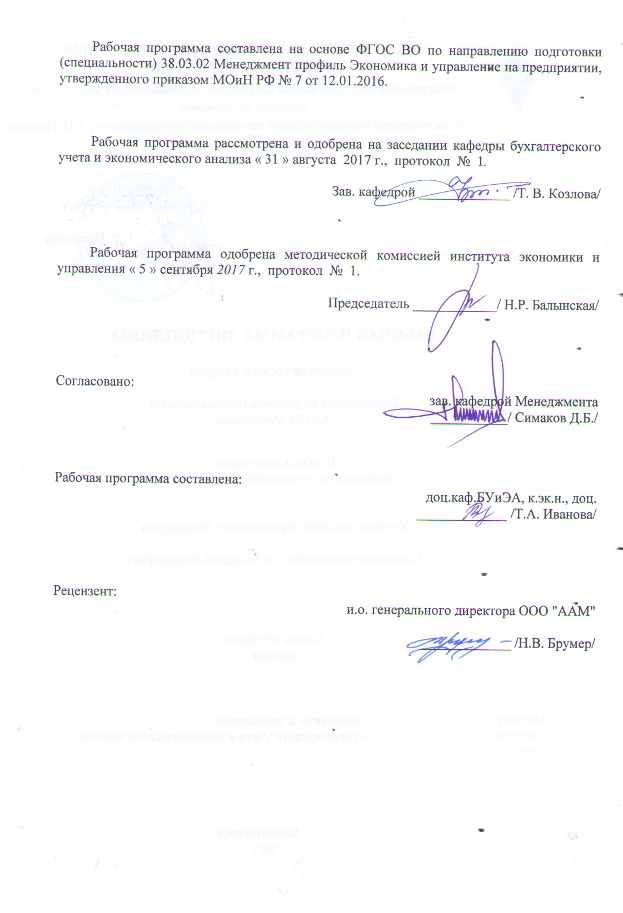 Рабочая программа составлена на основе ФГОС ВО по направлению подготовки
(специальности) 38.03.02 Менеджмент профиль Экономика и управление на предприятии,
утвержденного приказом МОиН РФ № 7 от 12.01.2016.
Рабочая программа рассмотрена и одобрена на заседании кафедры бухгалтерского
учета и экономического анализа « 31 » августа 2017 г., протокол № 1.
Зав. кафедрой /Т. В. Козлова/
Рабочая программа одобрена методической комиссией института экономики и
управления « 5 » сентября 2017 г., протокол № 1.
Председатель / Н.Р. Балынская/
Согласовано:
зав. кафедрой Менеджмента
/ Симаков Д.Б./
Рабочая программа составлена:
доц.каф.БУиЭА, к.эк.н., доц.
/Т.А. Иванова/
Рецензент:
и.о. генерального директора ООО "ААМ"
/Н.В. Брумер/